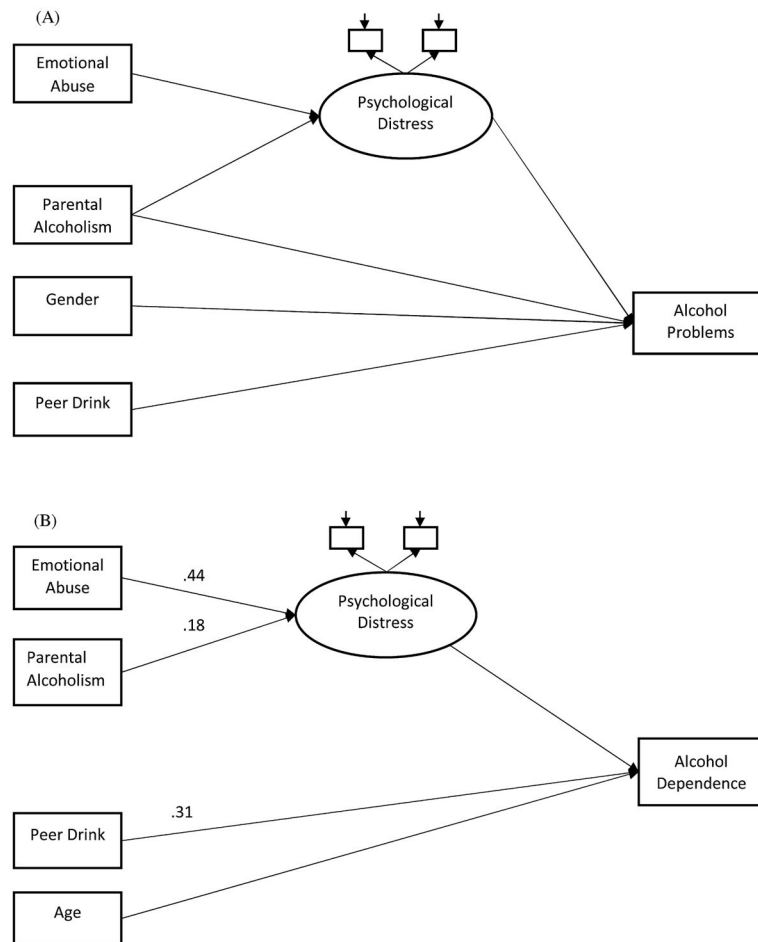 (A)
Emotional
Abuse
Psychological
Distress
Parental
Alcoholism
Gender
Alcohol
Problems
Peer Drink
(B)
Emotional
Abuse
.44
Psychological
Distress
.18
Parental
Alcoholism
Alcohol
Dependence
.31
Peer Drink
Age